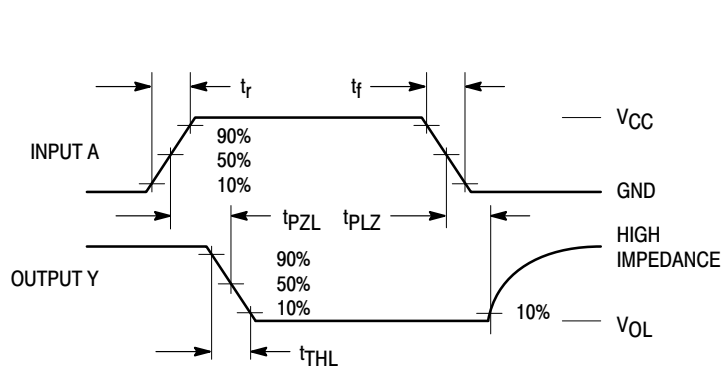 tr
tf
VCC
INPUT A
90%
50%
10%
GND
tPZL
tPLZ
HIGH
IMPEDANCE
OUTPUT Y
90%
50%
10%
10%
VOL
tTHL